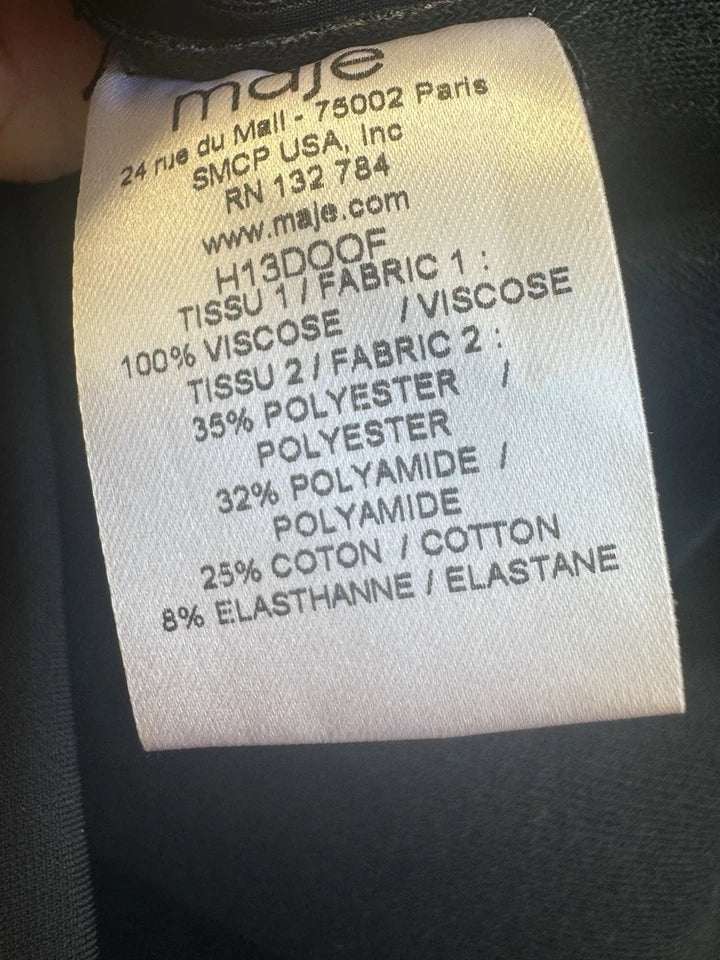 maje
24 rue du Mail - 75002 Paris
SMCP USA, Inc
RN 132 784
www.maje.com
H13DOOF
TISSU 1 / FABRIC 1 :
100% VISCOSE / VISCOSE
TISSU 2 / FABRIC 2 :
35% POLYESTER /
POLYESTER
32% POLYAMIDE /
POLYAMIDE
25% COTON / COTTON
8% ELASTHANNE / ELASTANE